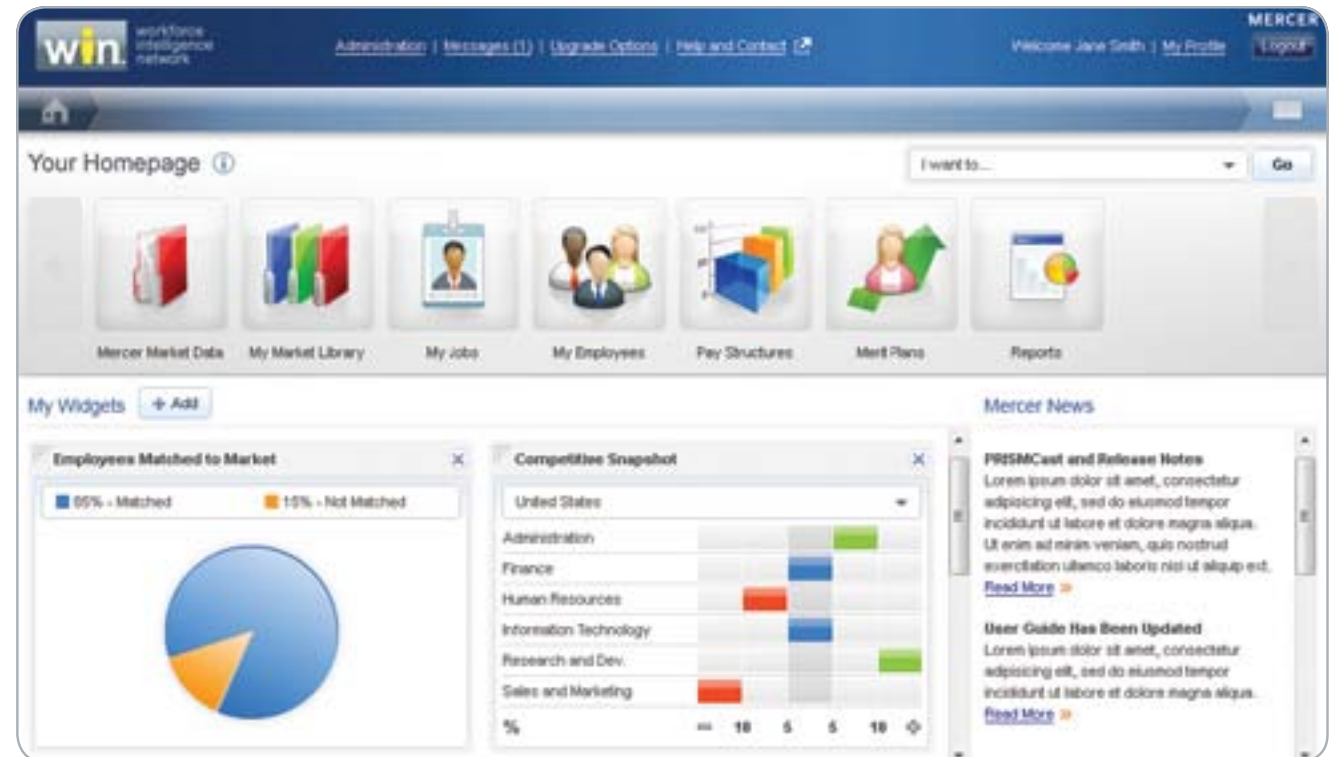 MERCER
win. workforce
intelligence
network
Administration | Messages (1) | Upgrade Options | Help and Contact
Welcome Jane Smith | My Profile
Logout
Your Homepage
I want to...
Go
Mercer Market Data
My Market Library
My Jobs
My Employees
Pay Structures
Merit Plans
Reports
My Widgets
+ Add
Employees Matched to Market
85% - Matched
15% - Not Matched
Competitive Snapshot
United States
Administration
Finance
Human Resources
Information Technology
Research and Dev.
Sales and Marketing
% 10 5 5 10
Mercer News
PRISMCast and Release Notes
Lorem ipsum dolor sit amet, consectetur
adipisicing elit, sed do eiusmod tempor
incididunt ut labore et dolore magna aliqua.
Ut enim ad minim veniam, quis nostrud
exercitation ullamco laboris nisi ut aliquip ext.
Read More »
User Guide Has Been Updated
Lorem ipsum dolor sit amet, consectetur
adipisicing elit, sed do eiusmod tempor
incididunt ut labore et dolore magna aliqua.
Read More »